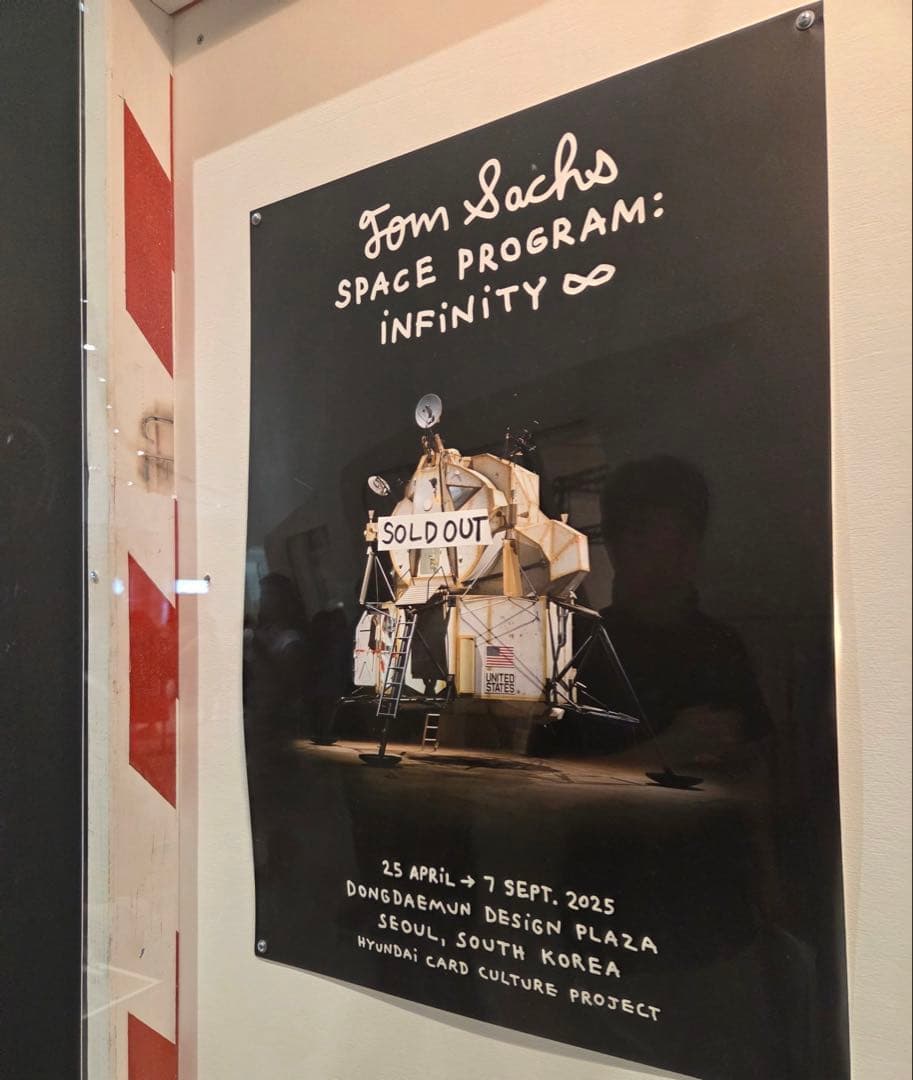 Tom Sachs
SPACE PROGRAM:
iNFiNiTY ∞
SOLD OUT
UNITED
STATES
25 APRiL → 7 SEPT. 2025
DONGDAEMUN DESiGN PLAZA
SEOUL, SOUTH KOREA
HYUNDAi CARD CULTURE PROJECT